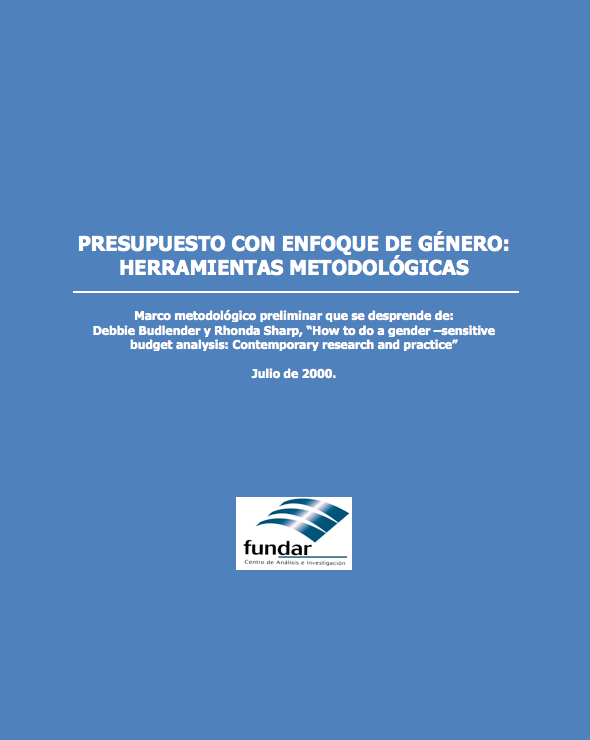 PRESUPUESTO CON ENFOQUE DE GÉNERO:
HERRAMIENTAS METODOLÓGICAS
Marco metodológico preliminar que se desprende de:
Debbie Budlender y Rhonda Sharp, “How to do a gender –sensitive
budget analysis: Contemporary research and practice”
Julio de 2000.
fundar
Centro de Análisis e Investigación